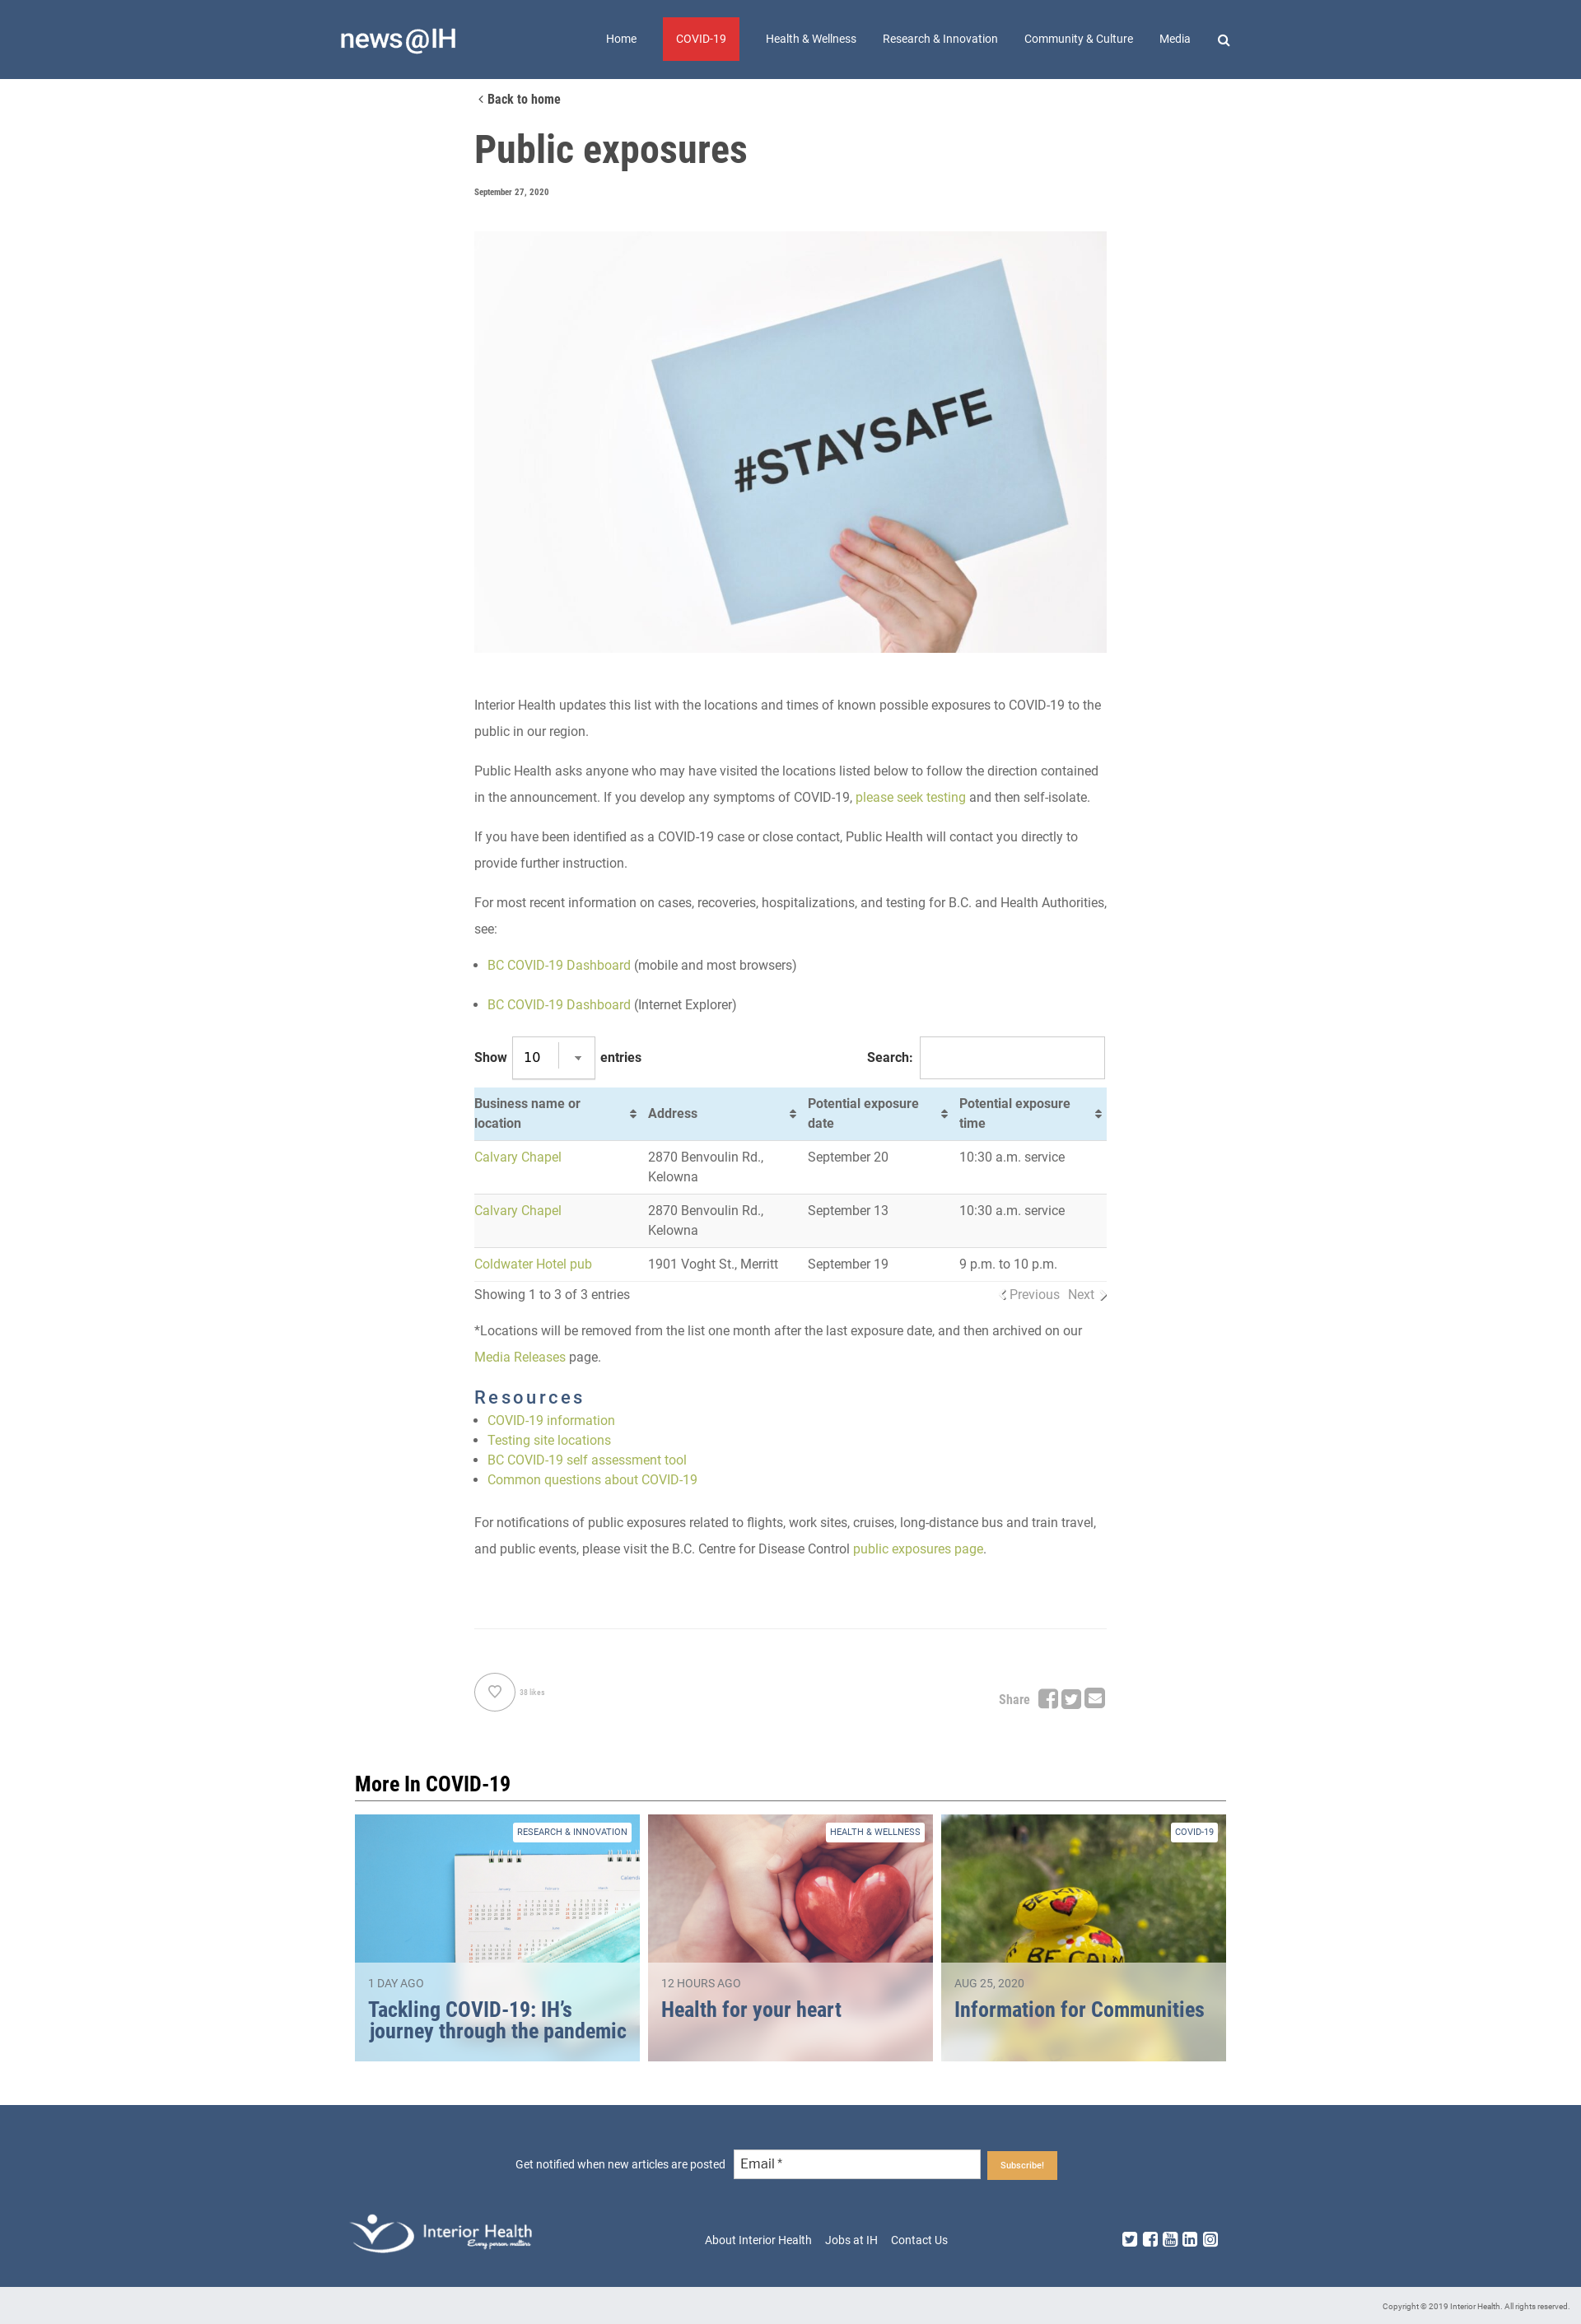 news@IH
Home COVID-19 Health & Wellness Research & Innovation Community & Culture Media
Back to home
Public exposures
September 27, 2020
#STAYSAFE
Interior Health updates this list with the locations and times of known possible exposures to COVID-19 to the
public in our region.
Public Health asks anyone who may have visited the locations listed below to follow the direction contained
in the announcement. If you develop any symptoms of COVID-19, please seek testing and then self-isolate.
If you have been identified as a COVID-19 case or close contact, Public Health will contact you directly to
provide further instruction.
For most recent information on cases, recoveries, hospitalizations, and testing for B.C. and Health Authorities,
see:
• BC COVID-19 Dashboard (mobile and most browsers)
• BC COVID-19 Dashboard (Internet Explorer)
Show 10 entries Search:
Business name or location Address Potential exposure date Potential exposure time
Calvary Chapel 2870 Benvoulin Rd., Kelowna September 20 10:30 a.m. service
Calvary Chapel 2870 Benvoulin Rd., Kelowna September 13 10:30 a.m. service
Coldwater Hotel pub 1901 Voght St., Merritt September 19 9 p.m. to 10 p.m.
Showing 1 to 3 of 3 entries Previous Next
*Locations will be removed from the list one month after the last exposure date, and then archived on our
Media Releases page.
Resources
• COVID-19 information
• Testing site locations
• BC COVID-19 self assessment tool
• Common questions about COVID-19
For notifications of public exposures related to flights, work sites, cruises, long-distance bus and train travel,
and public events, please visit the B.C. Centre for Disease Control public exposures page.
38 likes
Share
More In COVID-19
RESEARCH & INNOVATION
1 DAY AGO
Tackling COVID-19: IH's
journey through the pandemic
HEALTH & WELLNESS
12 HOURS AGO
Health for your heart
COVID-19
BE KIND
BE CALM
AUG 25, 2020
Information for Communities
Get notified when new articles are posted Email * Subscribe!
Interior Health
Every person matters
About Interior Health Jobs at IH Contact Us
Copyright © 2019 Interior Health. All rights reserved.